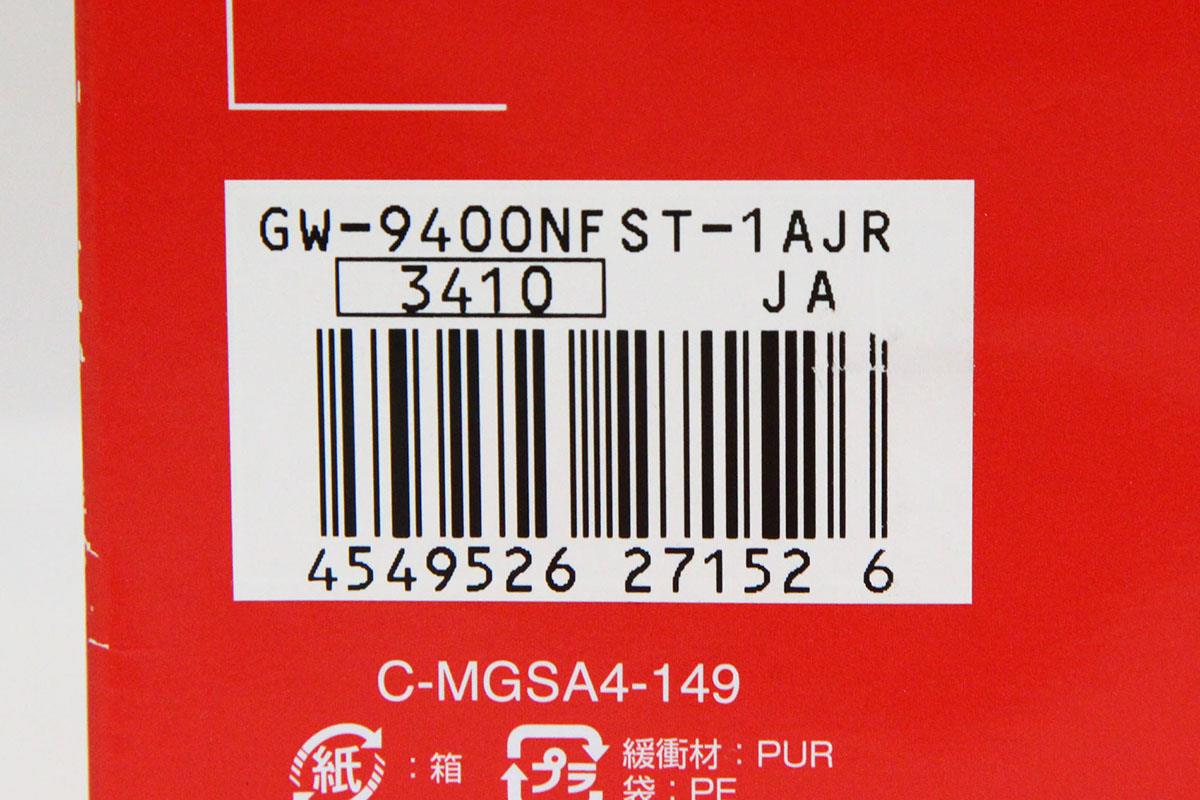 GW-9400NFST-1AJR
3410 JA
4549526 27152 6
C-MGSA4-149
紙 : 箱
プラ 緩衝材 : PUR
袋 : PE